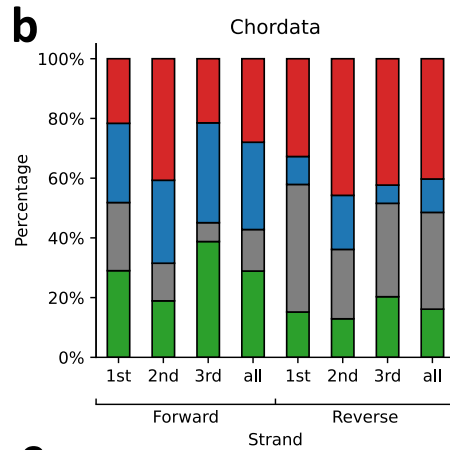 b
Chordata
100%
80%
60%
40%
20%
0%
Percentage
1st 2nd 3rd all 1st 2nd 3rd all
Forward Reverse
Strand